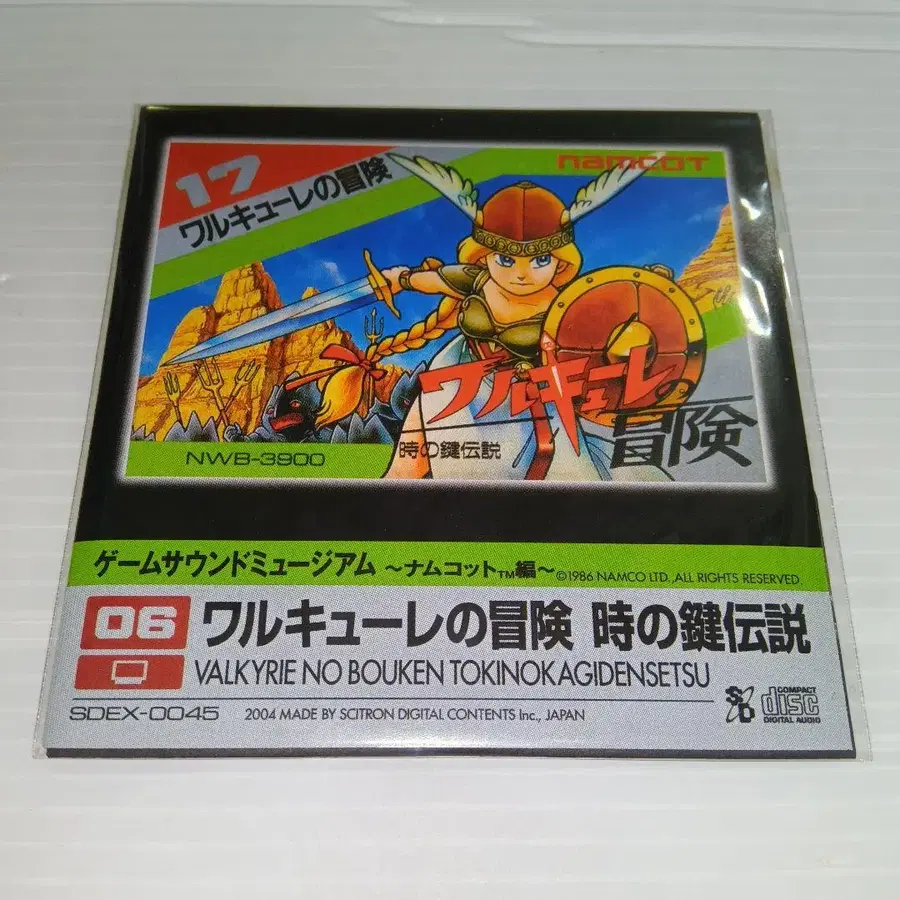 17
ワルキューレの冒険
namcot
ワルキューレの冒険
時の鍵伝説
NWB-3900
ゲームサウンドミュージアム 〜ナムコット™編〜 ©1986 NAMCO LTD.,ALL RIGHTS RESERVED
06 ワルキューレの冒険 時の鍵伝説
VALKYRIE NO BOUKEN TOKINOKAGIDENSETSU
SDEX-0045 2004 MADE BY SCITRON DIGITAL CONTENTS Inc., JAPAN
SD
COMPACT
disc
DIGITAL AUDIO